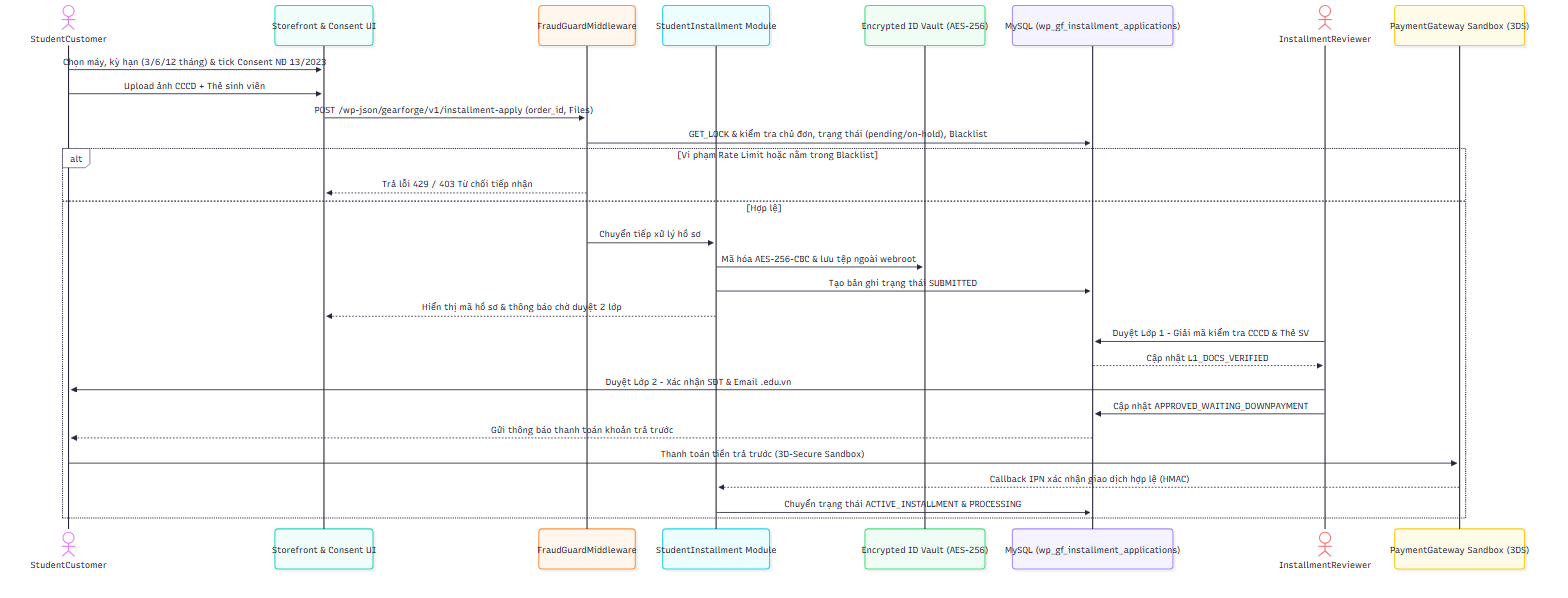 StudentCustomer
Storefront & Consent UI
FraudGuardMiddleware
StudentInstallment Module
Encrypted ID Vault (AES-256)
MySQL (wp_gf_installment_applications)
InstallmentReviewer
PaymentGateway Sandbox (3DS)
Chọn máy, kỳ hạn (3/6/12 tháng) & tick Consent NĐ 13/2023
Upload ảnh CCCD + Thẻ sinh viên
POST /wp-json/gearforge/v1/installment-apply (order_id, Files)
GET_LOCK & kiểm tra chủ đơn, trạng thái (pending/on-hold), Blacklist
alt
[Vi phạm Rate Limit hoặc nằm trong Blacklist]
Trả lỗi 429 / 403 Từ chối tiếp nhận
[Hợp lệ]
Chuyển tiếp xử lý hồ sơ
Mã hóa AES-256-CBC & lưu tệp ngoài webroot
Tạo bản ghi trạng thái SUBMITTED
Hiển thị mã hồ sơ & thông báo chờ duyệt 2 lớp
Duyệt Lớp 1 - Giải mã kiểm tra CCCD & Thẻ SV
Cập nhật L1_DOCS_VERIFIED
Duyệt Lớp 2 - Xác nhận SĐT & Email .edu.vn
Cập nhật APPROVED_WAITING_DOWNPAYMENT
Gửi thông báo thanh toán khoản trả trước
Thanh toán tiền trả trước (3D-Secure Sandbox)
Callback IPN xác nhận giao dịch hợp lệ (HMAC)
Chuyển trạng thái ACTIVE_INSTALLMENT & PROCESSING
StudentCustomer
Storefront & Consent UI
FraudGuardMiddleware
StudentInstallment Module
Encrypted ID Vault (AES-256)
MySQL (wp_gf_installment_applications)
InstallmentReviewer
PaymentGateway Sandbox (3DS)